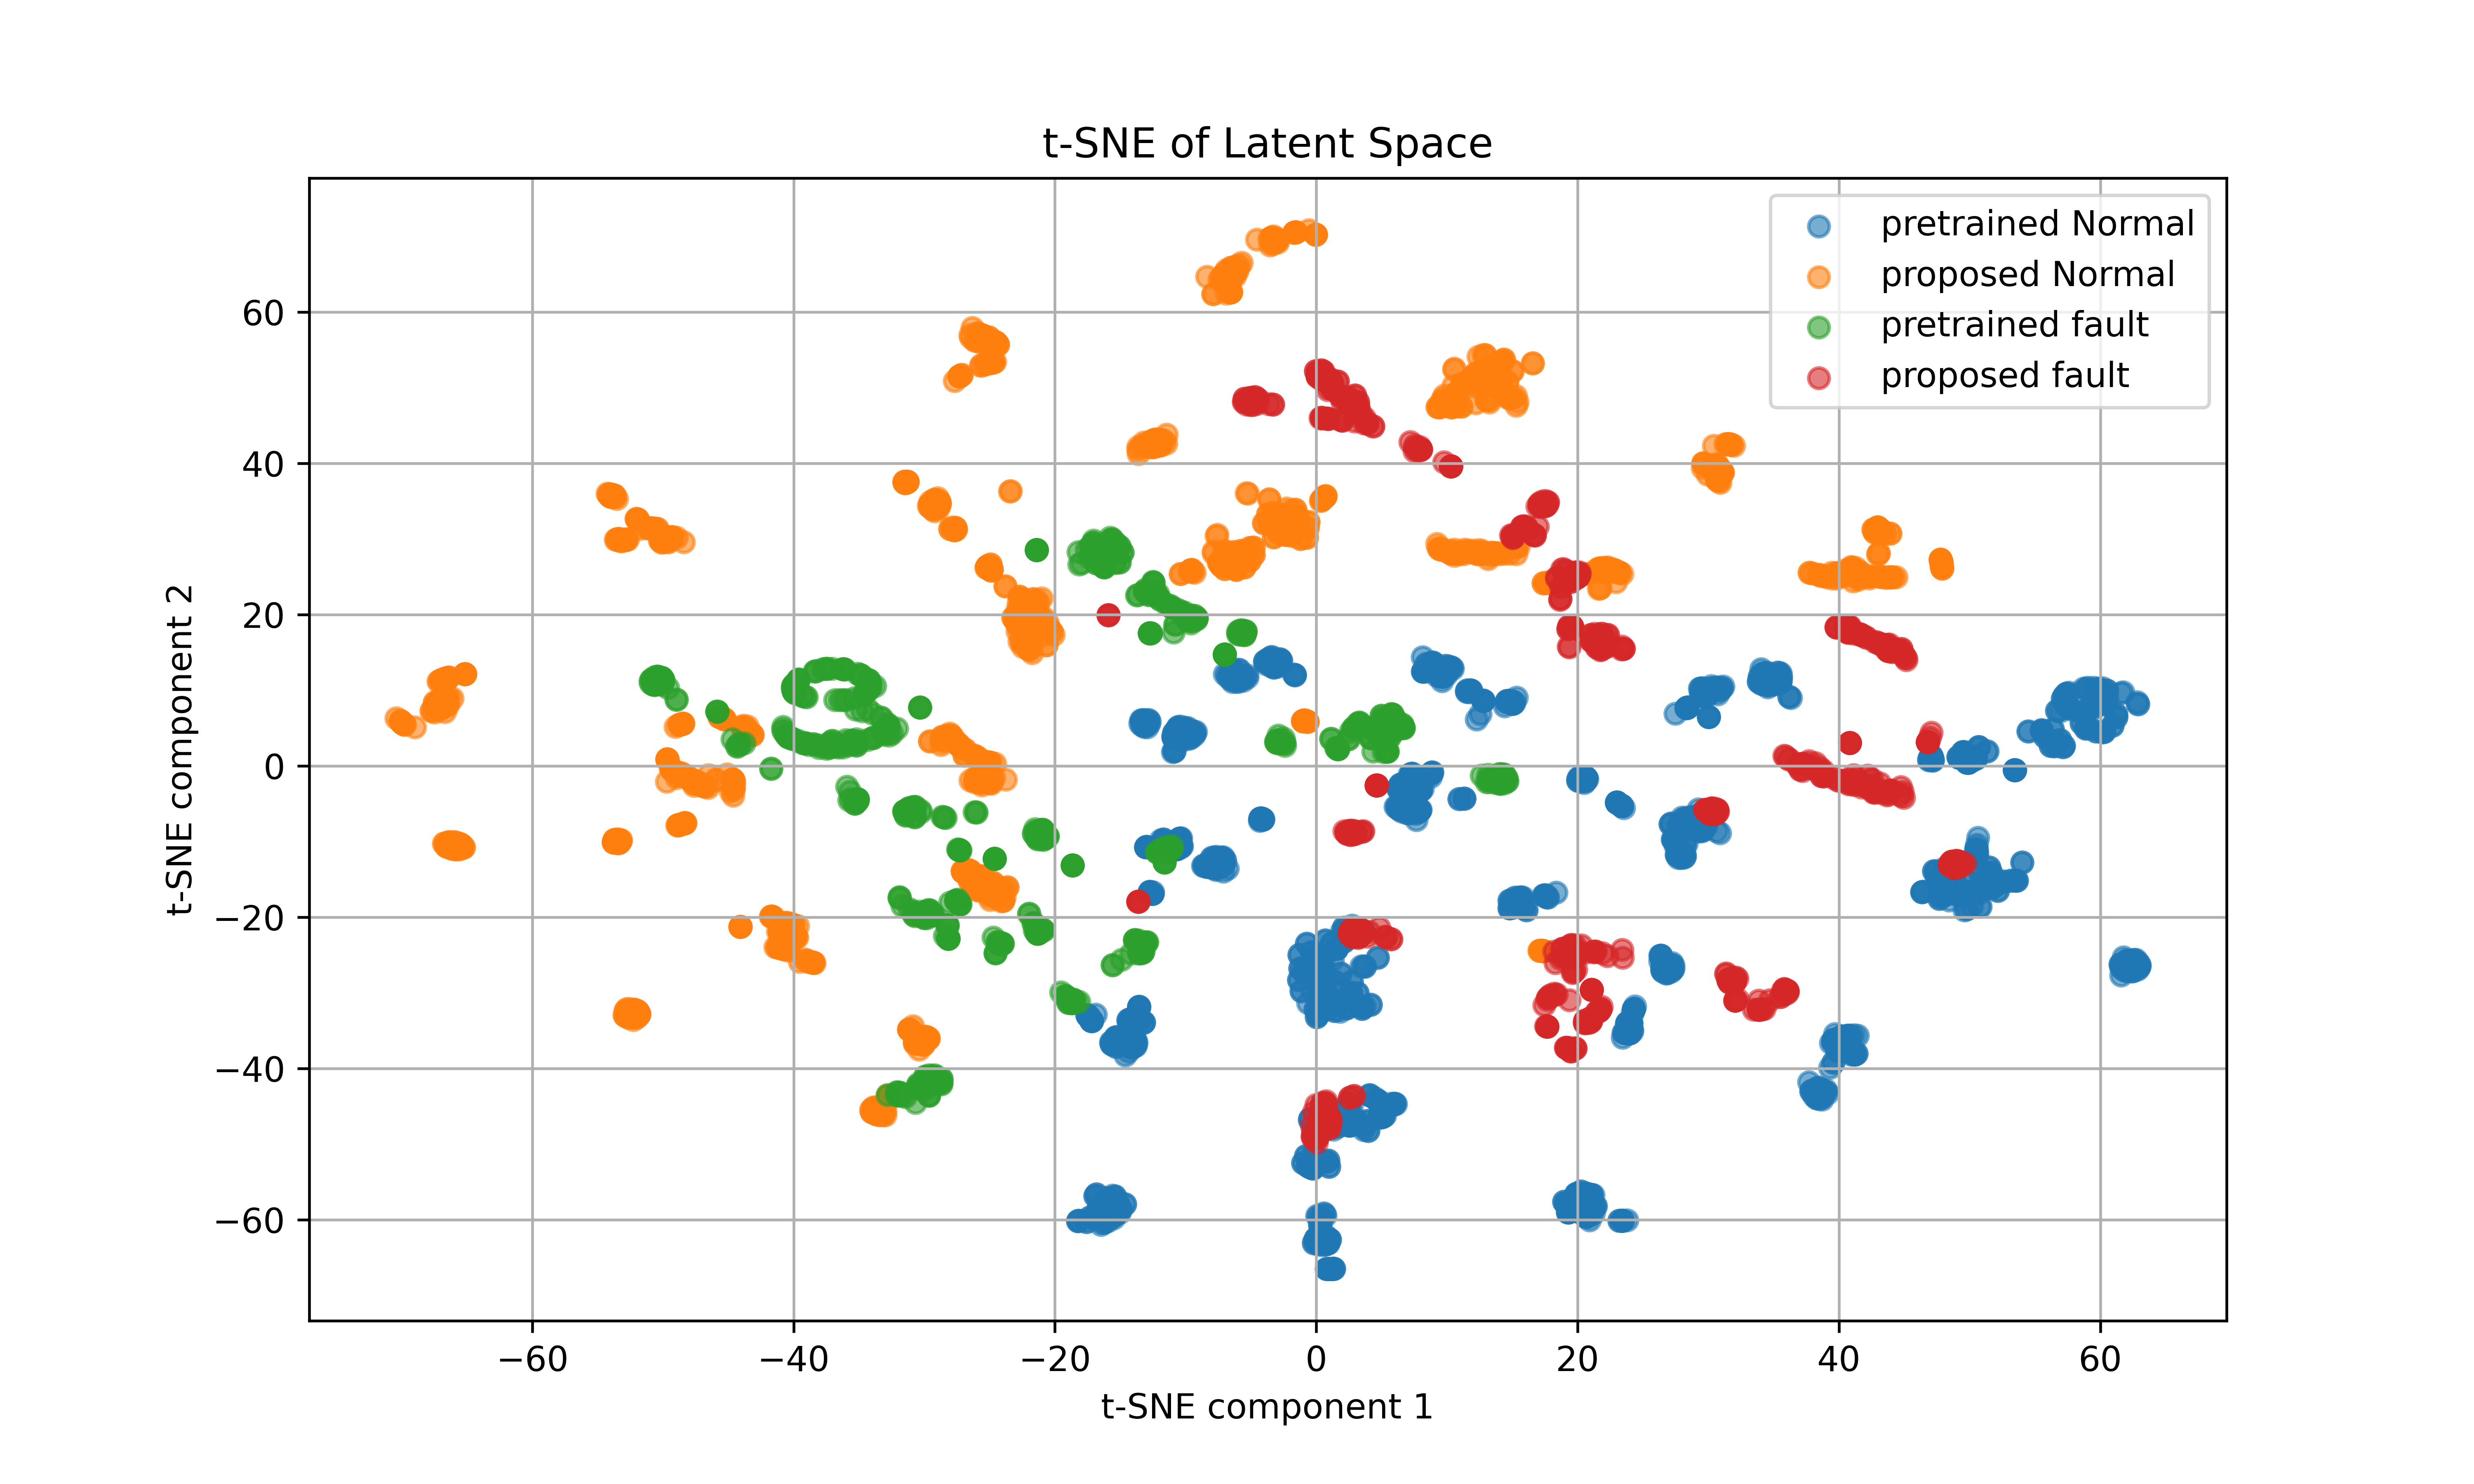 t-SNE of Latent Space
pretrained Normal
proposed Normal
pretrained fault
proposed fault
60
40
20
0
−20
−40
−60
t-SNE component 2
−60 −40 −20 0 20 40 60
t-SNE component 1